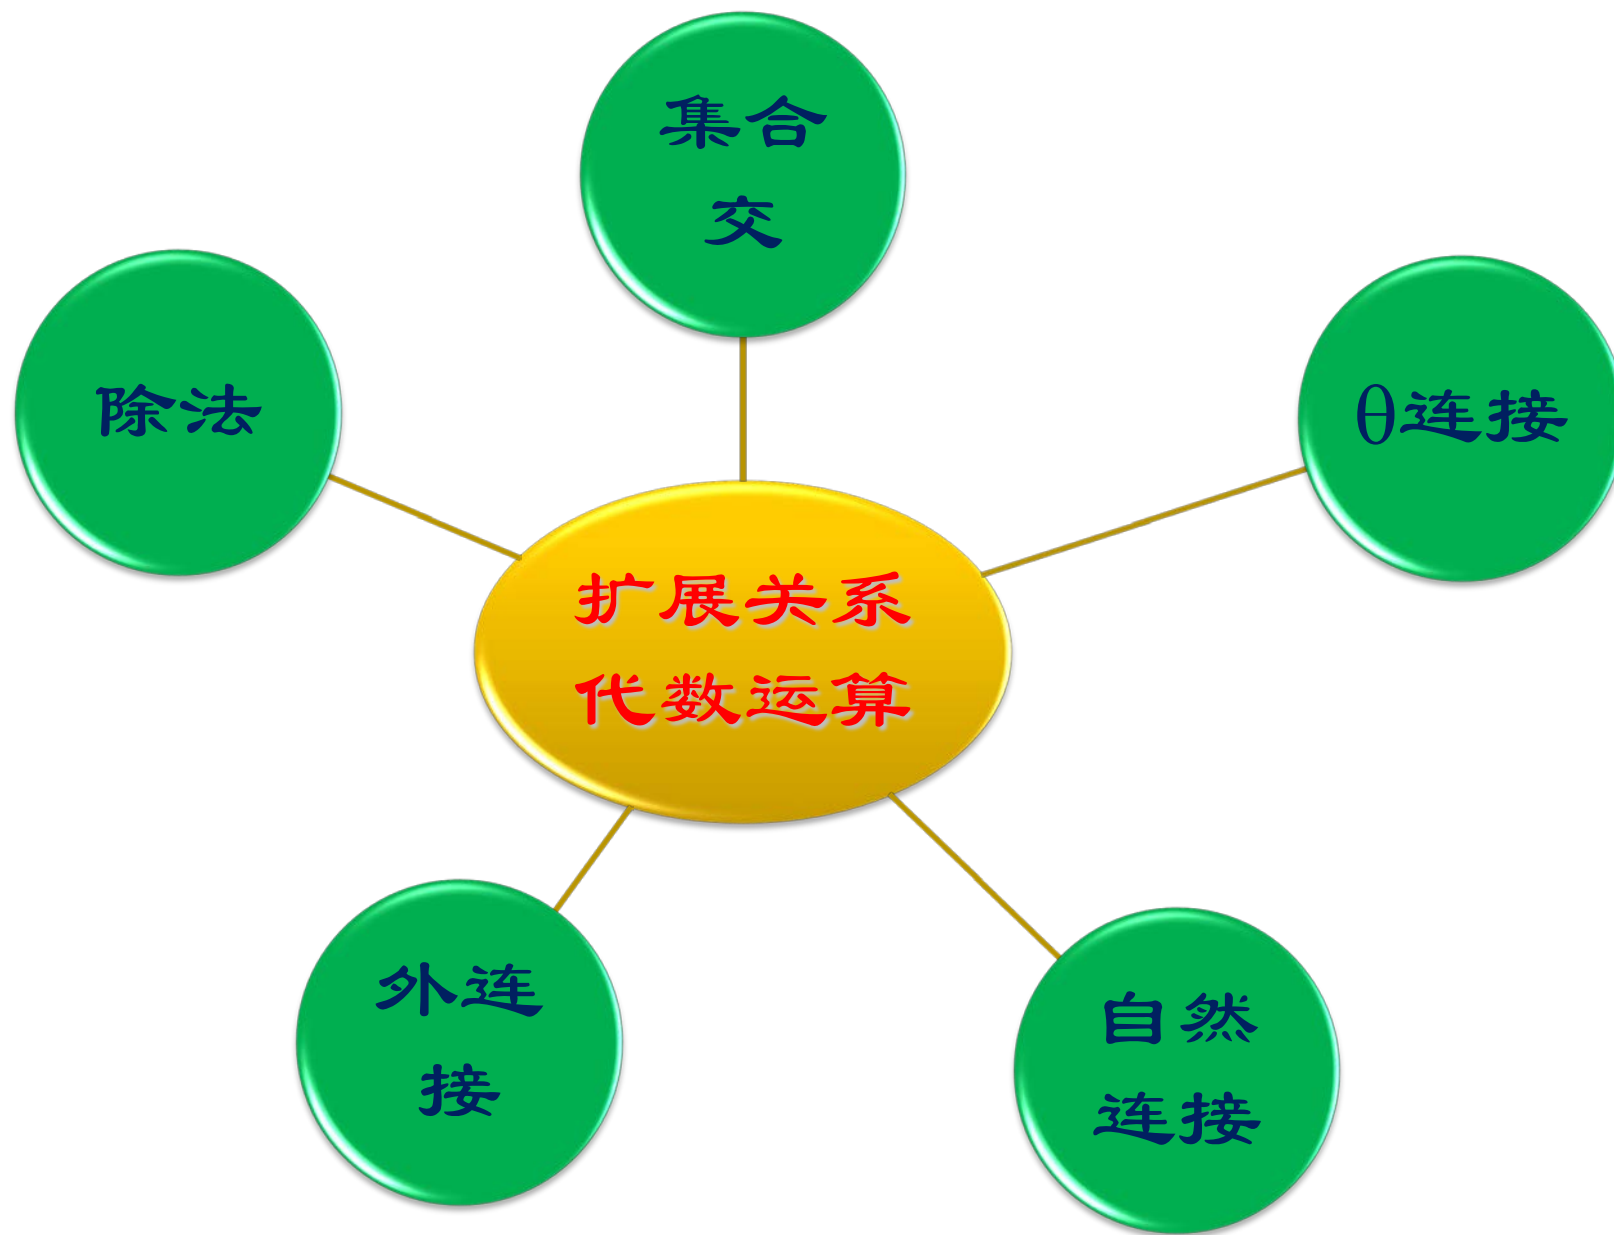 集合
交
除法
θ连接
扩展关系
代数运算
外连
接
自然
连接